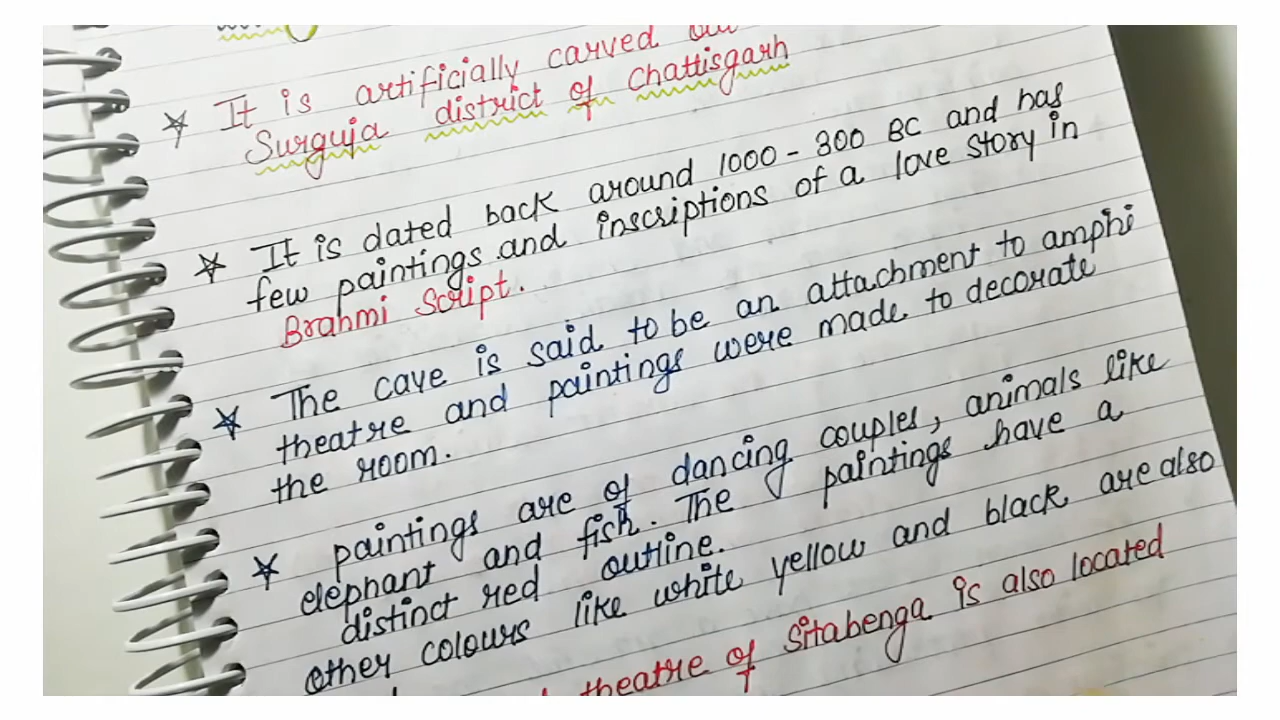 ★ It is artificially carved
Surguja district of Chattisgarh
★ It is dated back around 1000 - 300 BC and has
few paintings and inscriptions of a love story in
Brahmi Script.
★ The cave is said to be an attachment to amphi
theatre and paintings were made to decorate
the room.
★ paintings are of dancing couples, animals like
elephant and fish. The paintings have a
distinct red outline.
other colours like white yellow and black are also
theatre of Sitabenga is also located